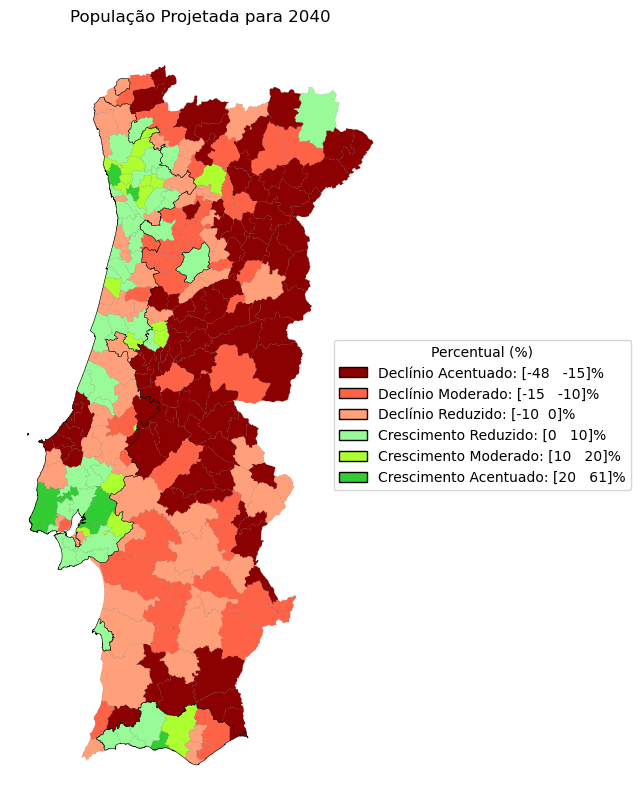 População Projetada para 2040
Percentual (%)
Declínio Acentuado: [-48 -15]%
Declínio Moderado: [-15 -10]%
Declínio Reduzido: [-10 0]%
Crescimento Reduzido: [0 10]%
Crescimento Moderado: [10 20]%
Crescimento Acentuado: [20 61]%